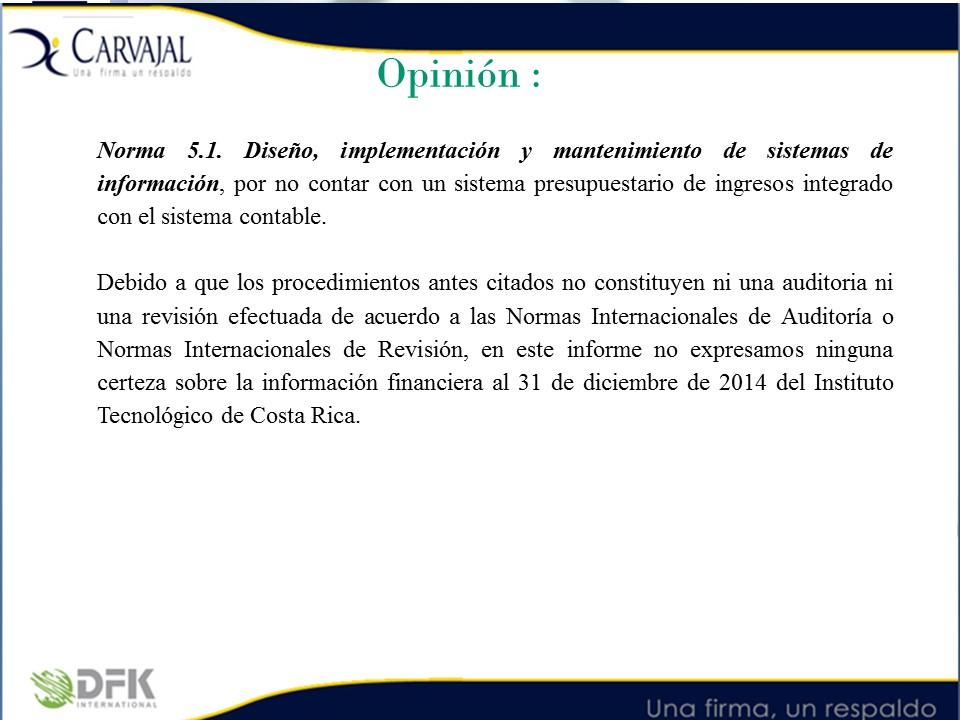 CARVAJAL
Una firma un respaldo
Opinión :
Norma 5.1. Diseño, implementación y mantenimiento de sistemas de
información, por no contar con un sistema presupuestario de ingresos integrado
con el sistema contable.
Debido a que los procedimientos antes citados no constituyen ni una auditoria ni
una revisión efectuada de acuerdo a las Normas Internacionales de Auditoría o
Normas Internacionales de Revisión, en este informe no expresamos ninguna
certeza sobre la información financiera al 31 de diciembre de 2014 del Instituto
Tecnológico de Costa Rica.
DFK
INTERNATIONAL
Una firma, un respaldo